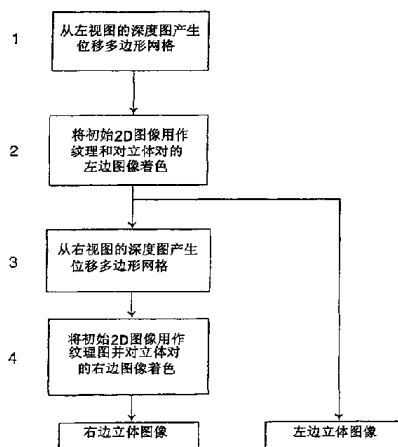 1
从左视图的深度图产生
位移多边形网格
2
将初始2D图像用作
纹理和对立体对的
左边图像着色
3
从右视图的深度图产生
位移多边形网格
4
将初始2D图像用作
纹理图并对立体对
的右边图像着色
右边立体图像
左边立体图像